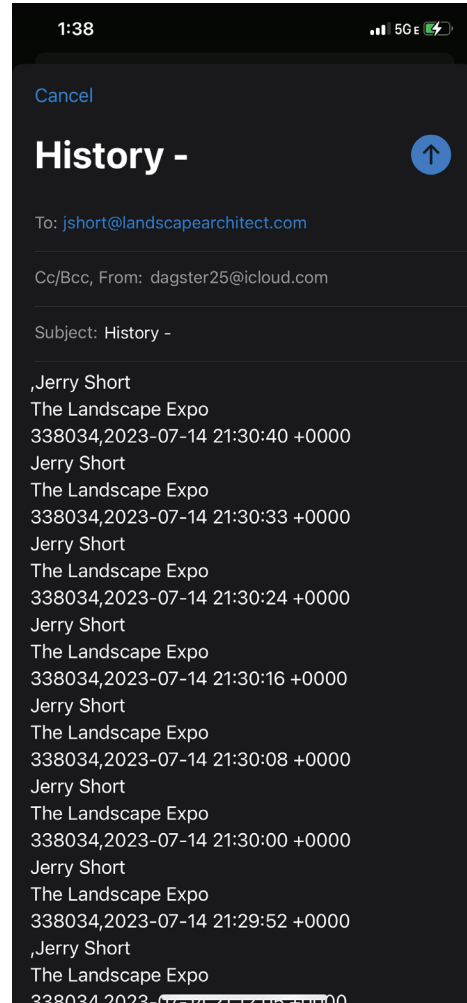 1:38
5G E
Cancel
History -
To: jshort@landscapearchitect.com
Cc/Bcc, From: dagster25@icloud.com
Subject: History -
,Jerry Short
The Landscape Expo
338034,2023-07-14 21:30:40 +0000
Jerry Short
The Landscape Expo
338034,2023-07-14 21:30:33 +0000
Jerry Short
The Landscape Expo
338034,2023-07-14 21:30:24 +0000
Jerry Short
The Landscape Expo
338034,2023-07-14 21:30:16 +0000
Jerry Short
The Landscape Expo
338034,2023-07-14 21:30:08 +0000
Jerry Short
The Landscape Expo
338034,2023-07-14 21:30:00 +0000
Jerry Short
The Landscape Expo
338034,2023-07-14 21:29:52 +0000
,Jerry Short
The Landscape Expo